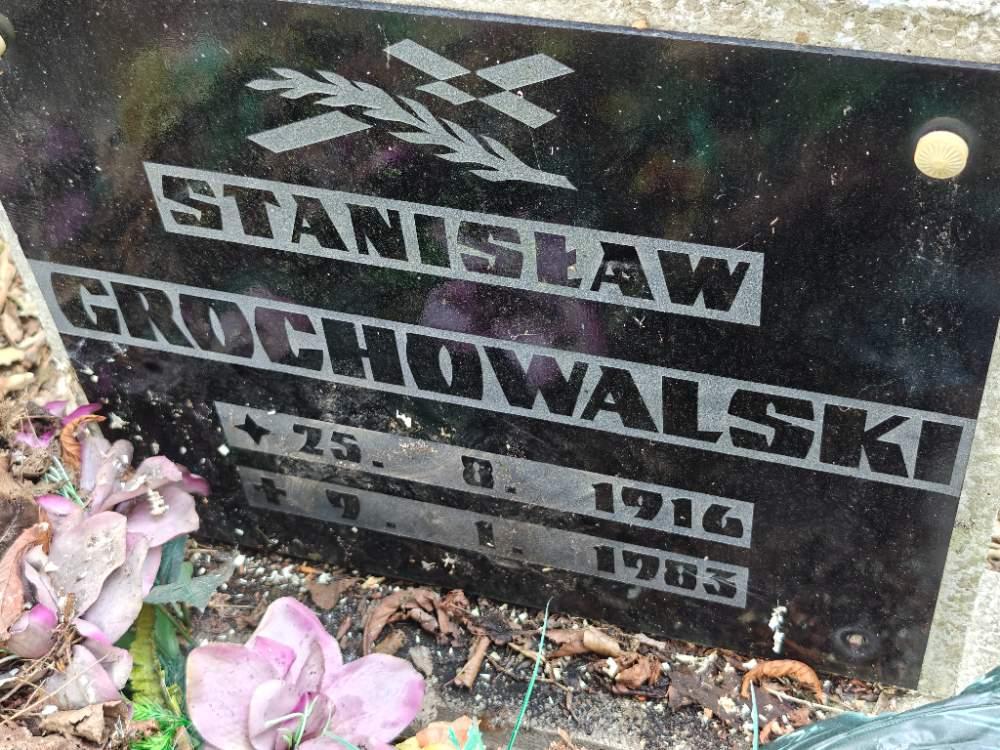 STANISŁAW
GROCHOWALSKI
✦ 25. 8. 1916
+ 9. 1. 1983